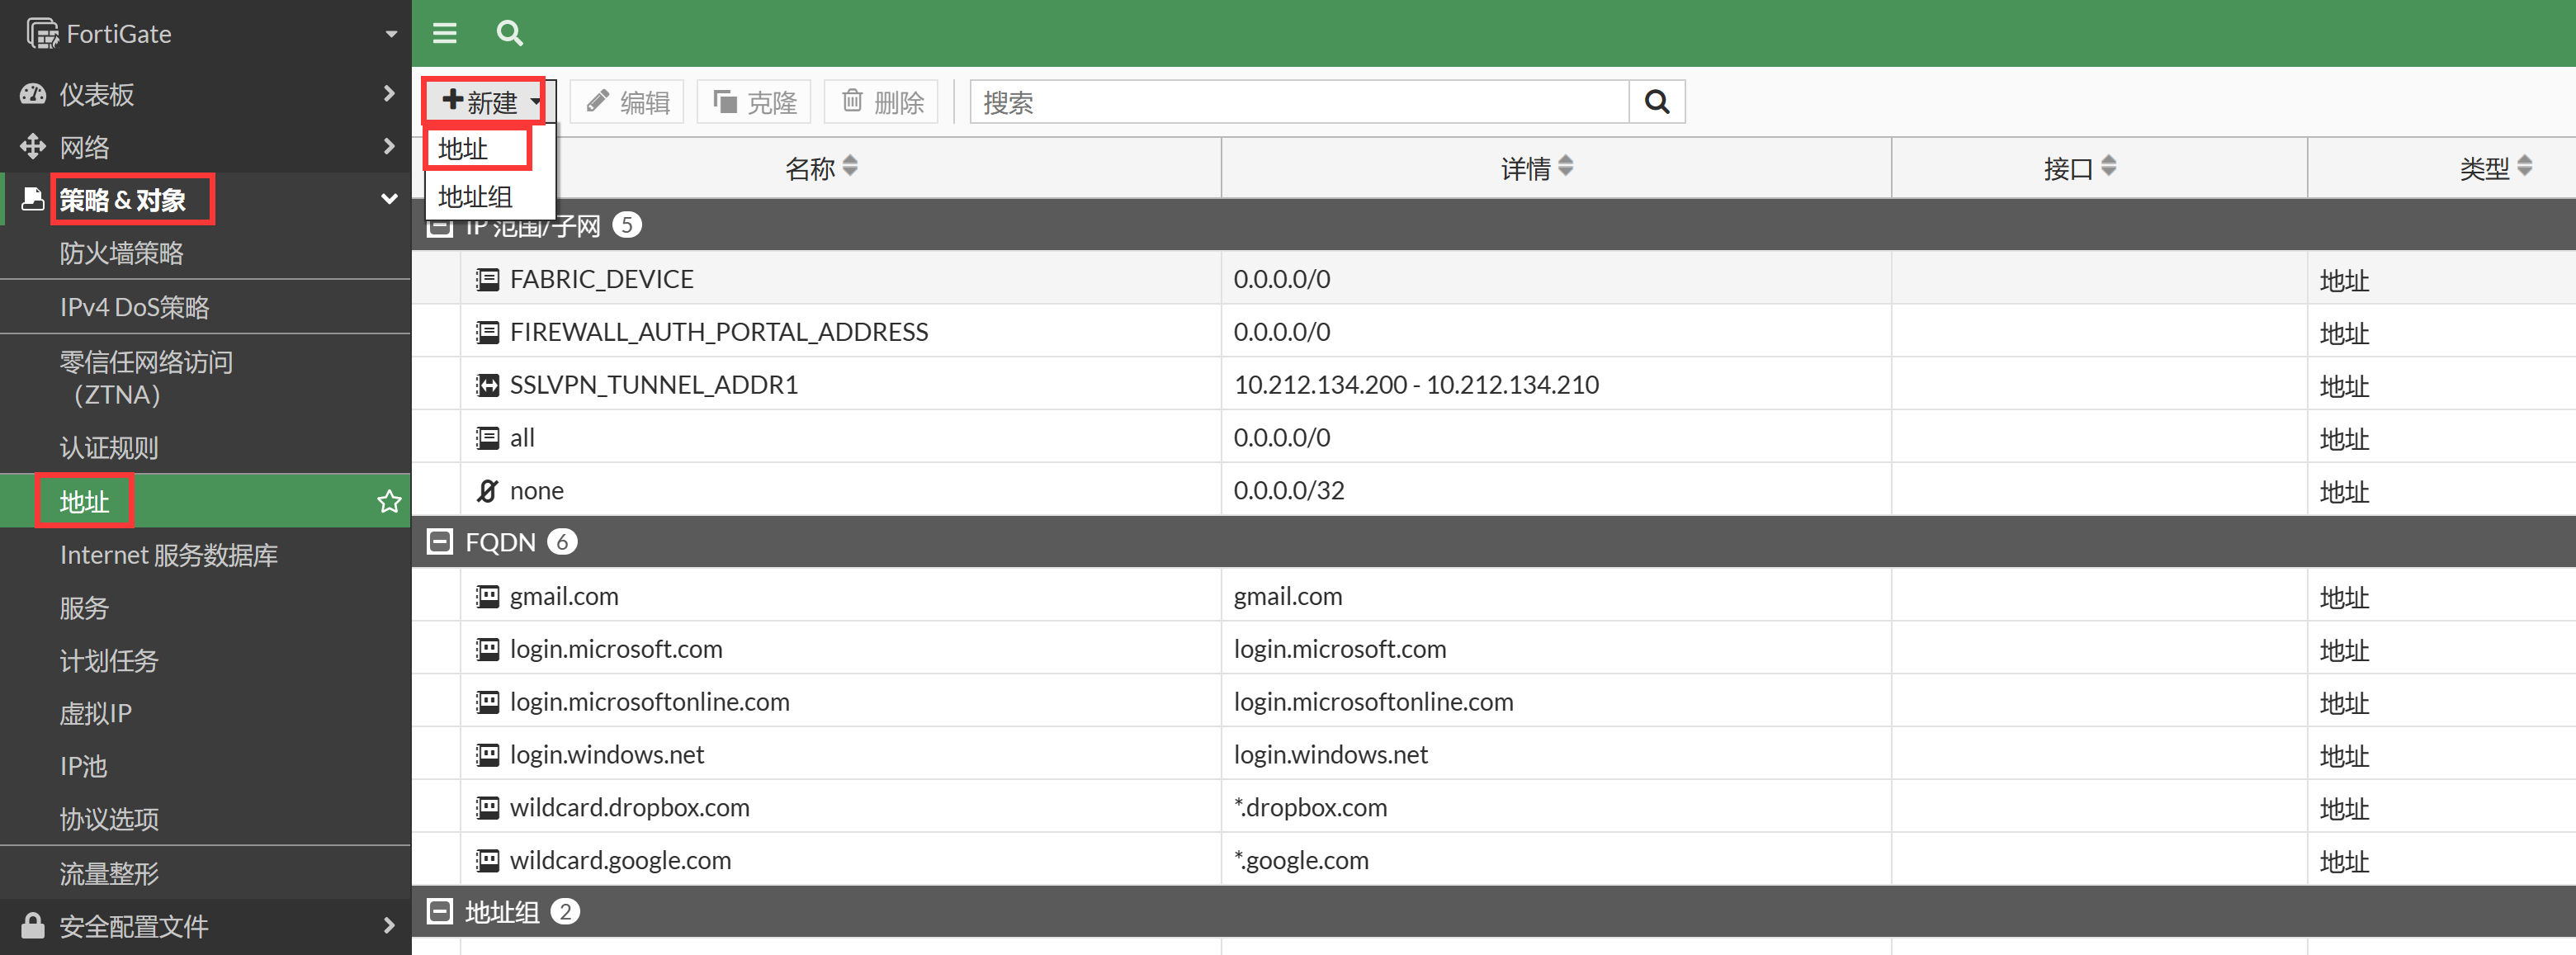 FortiGate
仪表板
网络
策略 & 对象
防火墙策略
IPv4 DoS策略
零信任网络访问
（ZTNA）
认证规则
地址
Internet 服务数据库
服务
计划任务
虚拟IP
IP池
协议选项
流量整形
安全配置文件
新建 编辑 克隆 删除 搜索
地址
地址组
名称 详情 接口 类型
IP 范围/子网 5
FABRIC_DEVICE 0.0.0.0/0 地址
FIREWALL_AUTH_PORTAL_ADDRESS 0.0.0.0/0 地址
SSLVPN_TUNNEL_ADDR1 10.212.134.200 - 10.212.134.210 地址
all 0.0.0.0/0 地址
none 0.0.0.0/32 地址
FQDN 6
gmail.com gmail.com 地址
login.microsoft.com login.microsoft.com 地址
login.microsoftonline.com login.microsoftonline.com 地址
login.windows.net login.windows.net 地址
wildcard.dropbox.com *.dropbox.com 地址
wildcard.google.com *.google.com 地址
地址组 2